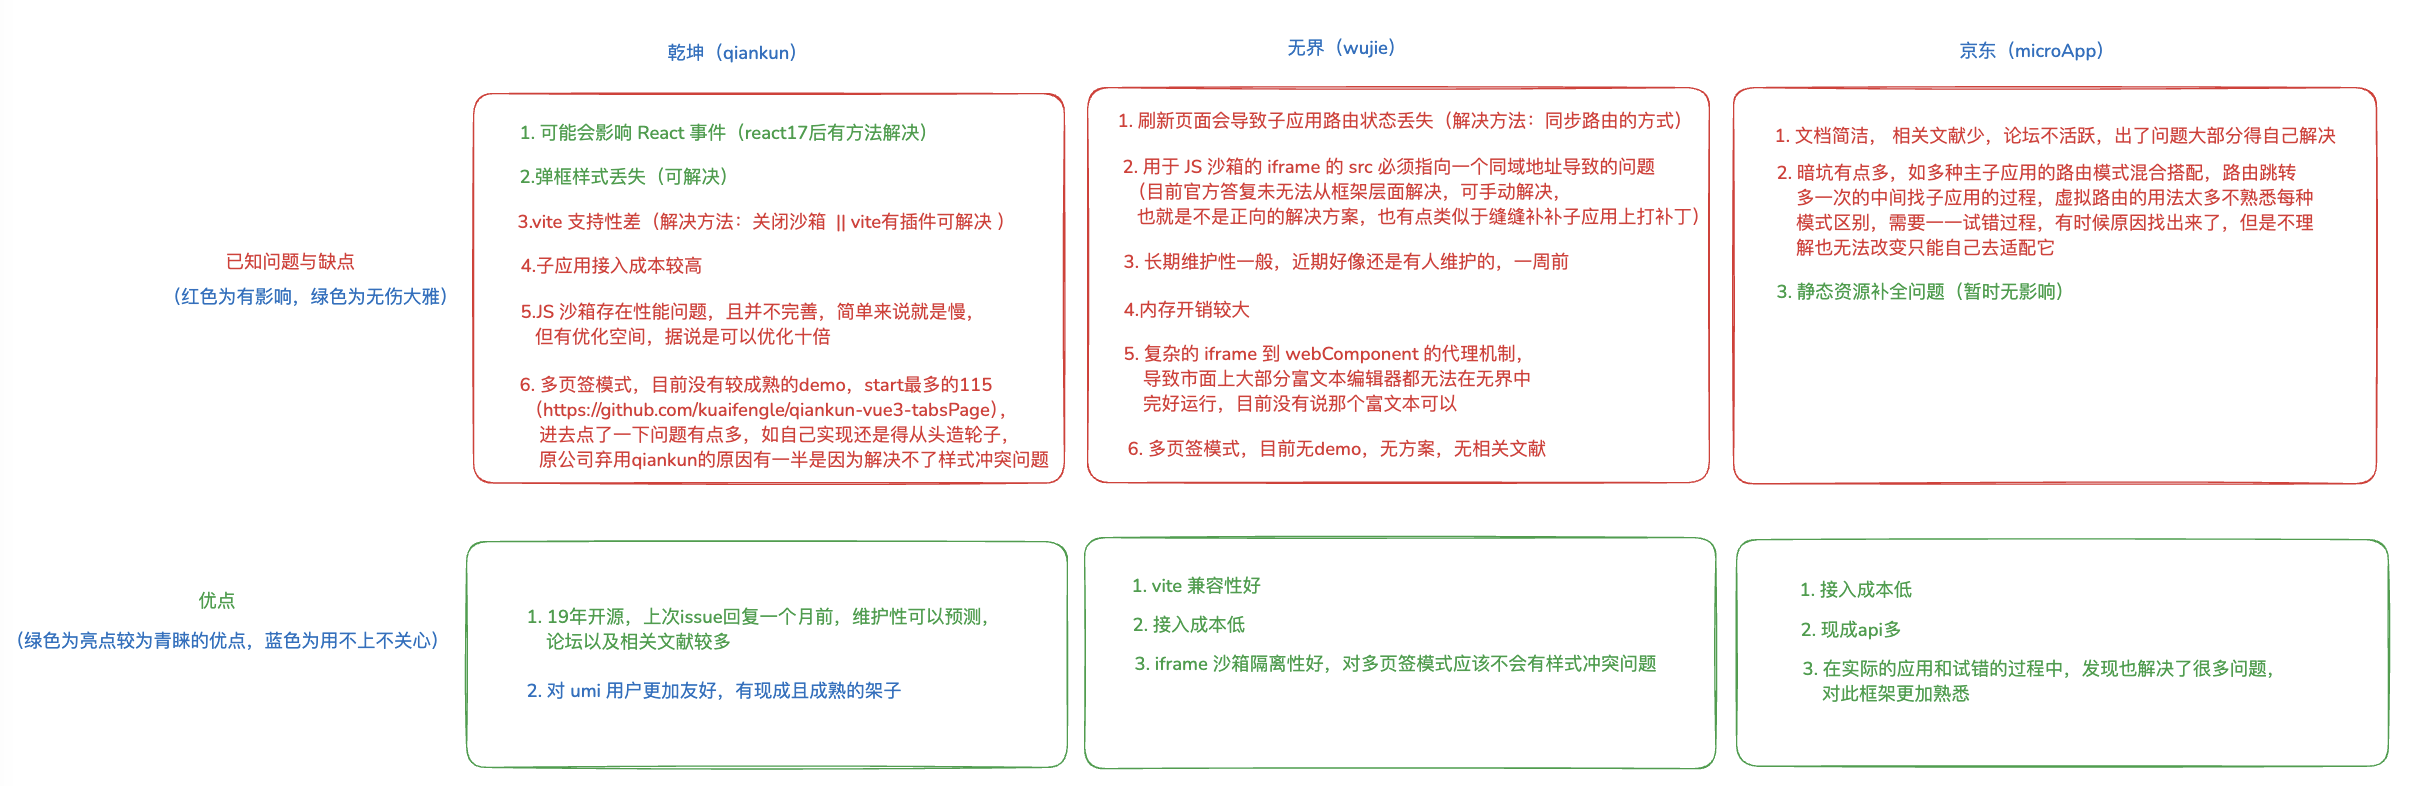 乾坤（qiankun）
无界（wujie）
京东（microApp）
已知问题与缺点
（红色为有影响，绿色为无伤大雅）
1. 可能会影响 React 事件（react17后有方法解决）
2.弹框样式丢失（可解决）
3.vite 支持性差（解决方法：关闭沙箱 || vite有插件可解决 ）
4.子应用接入成本较高
5.JS 沙箱存在性能问题，且并不完善，简单来说就是慢，
但有优化空间，据说是可以优化十倍
6. 多页签模式，目前没有较成熟的demo，start最多的115
（https://github.com/kuaifengle/qiankun-vue3-tabsPage），
进去点了一下问题有点多，如自己实现还是得从头造轮子，
原公司弃用qiankun的原因有一半是因为解决不了样式冲突问题
1. 刷新页面会导致子应用路由状态丢失（解决方法：同步路由的方式）
2. 用于 JS 沙箱的 iframe 的 src 必须指向一个同域地址导致的问题
（目前官方答复未无法从框架层面解决，可手动解决，
也就是不是正向的解决方案，也有点类似于缝缝补补子应用上打补丁）
3. 长期维护性一般，近期好像还是有人维护的，一周前
4.内存开销较大
5. 复杂的 iframe 到 webComponent 的代理机制，
导致市面上大部分富文本编辑器都无法在无界中
完好运行，目前没有说那个富文本可以
6. 多页签模式，目前无demo，无方案，无相关文献
1. 文档简洁， 相关文献少，论坛不活跃，出了问题大部分得自己解决
2. 暗坑有点多，如多种主子应用的路由模式混合搭配，路由跳转
多一次的中间找子应用的过程，虚拟路由的用法太多不熟悉每种
模式区别，需要一一试错过程，有时候原因找出来了，但是不理
解也无法改变只能自己去适配它
3. 静态资源补全问题（暂时无影响）
优点
（绿色为亮点较为青睐的优点，蓝色为用不上不关心）
1. 19年开源，上次issue回复一个月前，维护性可以预测，
论坛以及相关文献较多
2. 对 umi 用户更加友好，有现成且成熟的架子
1. vite 兼容性好
2. 接入成本低
3. iframe 沙箱隔离性好，对多页签模式应该不会有样式冲突问题
1. 接入成本低
2. 现成api多
3. 在实际的应用和试错的过程中，发现也解决了很多问题，
对此框架更加熟悉